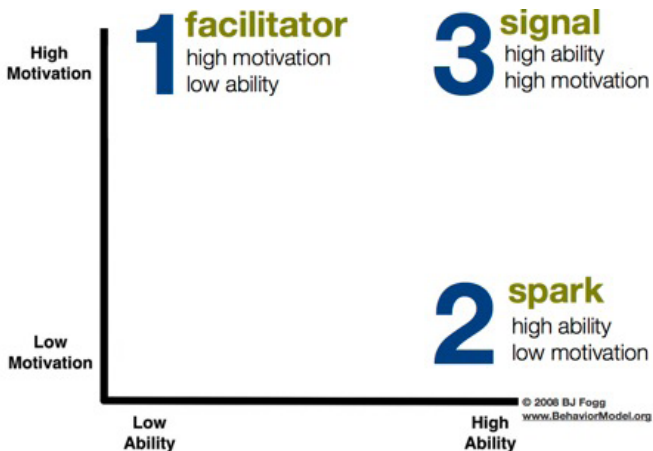 High
Motivation
1 facilitator
high motivation
low ability
3 signal
high ability
high motivation
Low
Motivation
2 spark
high ability
low motivation
© 2008 BJ Fogg
www.BehaviorModel.org
Low
Ability
High
Ability